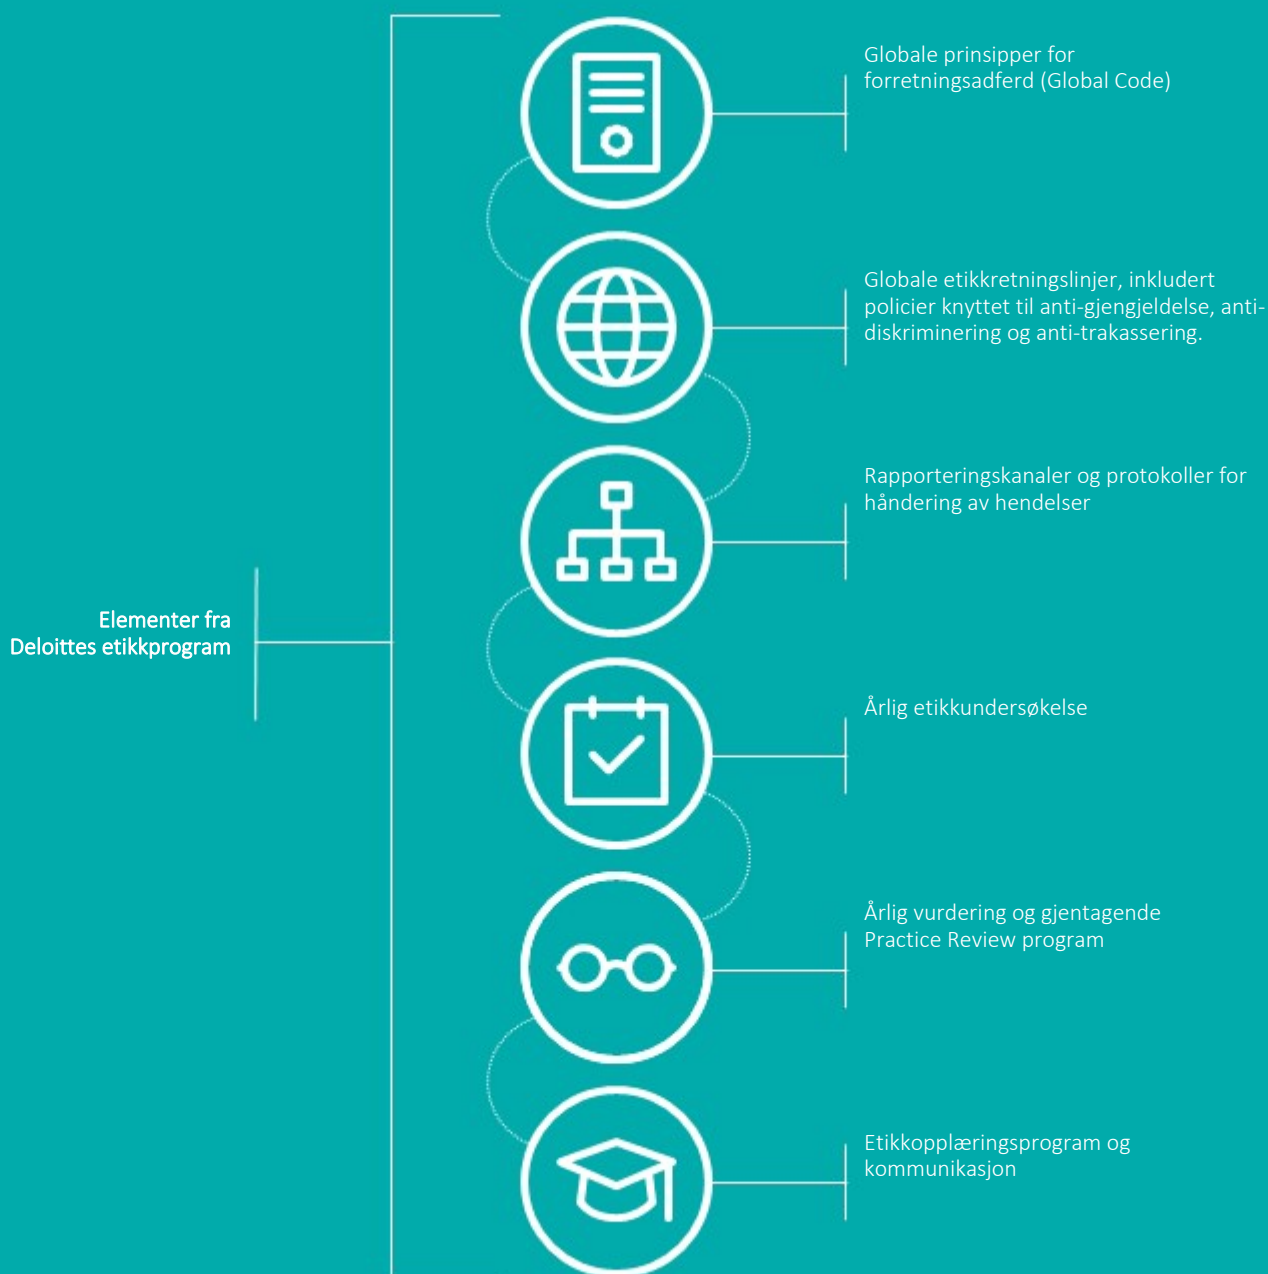 Globale prinsipper for
forretningsadferd (Global Code)
Globale etikkretningslinjer, inkludert
policier knyttet til anti-gjengjeldelse, anti-
diskriminering og anti-trakassering.
Rapporteringskanaler og protokoller for
håndering av hendelser
Elementer fra
Deloittes etikkprogram
Årlig etikkundersøkelse
Årlig vurdering og gjentagende
Practice Review program
Etikkopplæringsprogram og
kommunikasjon